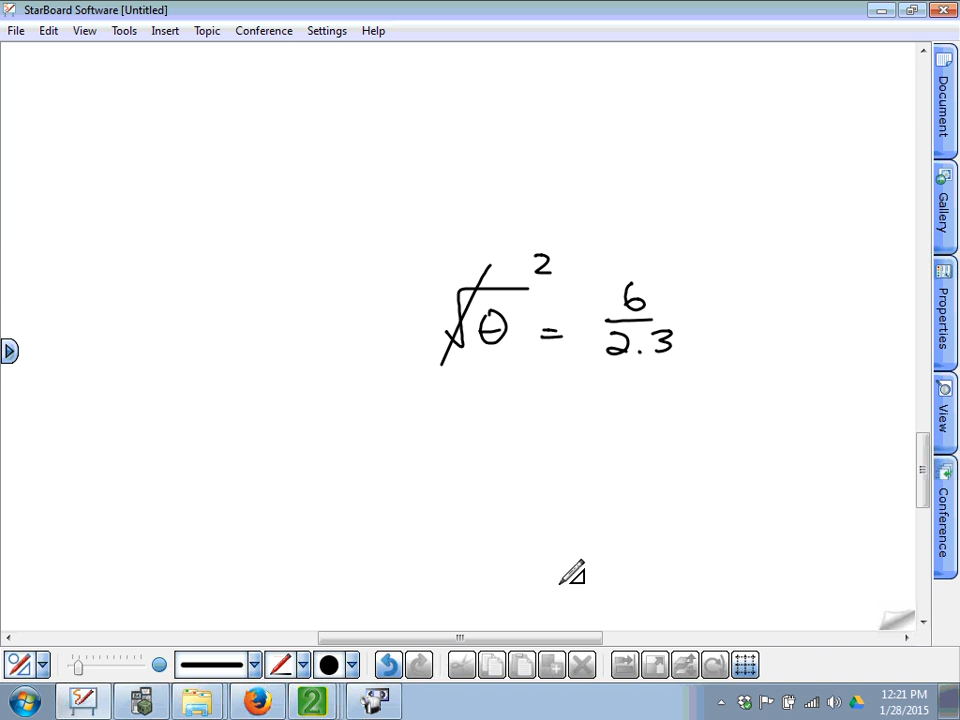 StarBoard Software [Untitled]
File Edit View Tools Insert Topic Conference Settings Help
Document
Gallery
Properties
View
Conference
√θ² = 6/2.3
2
12:21 PM
1/28/2015